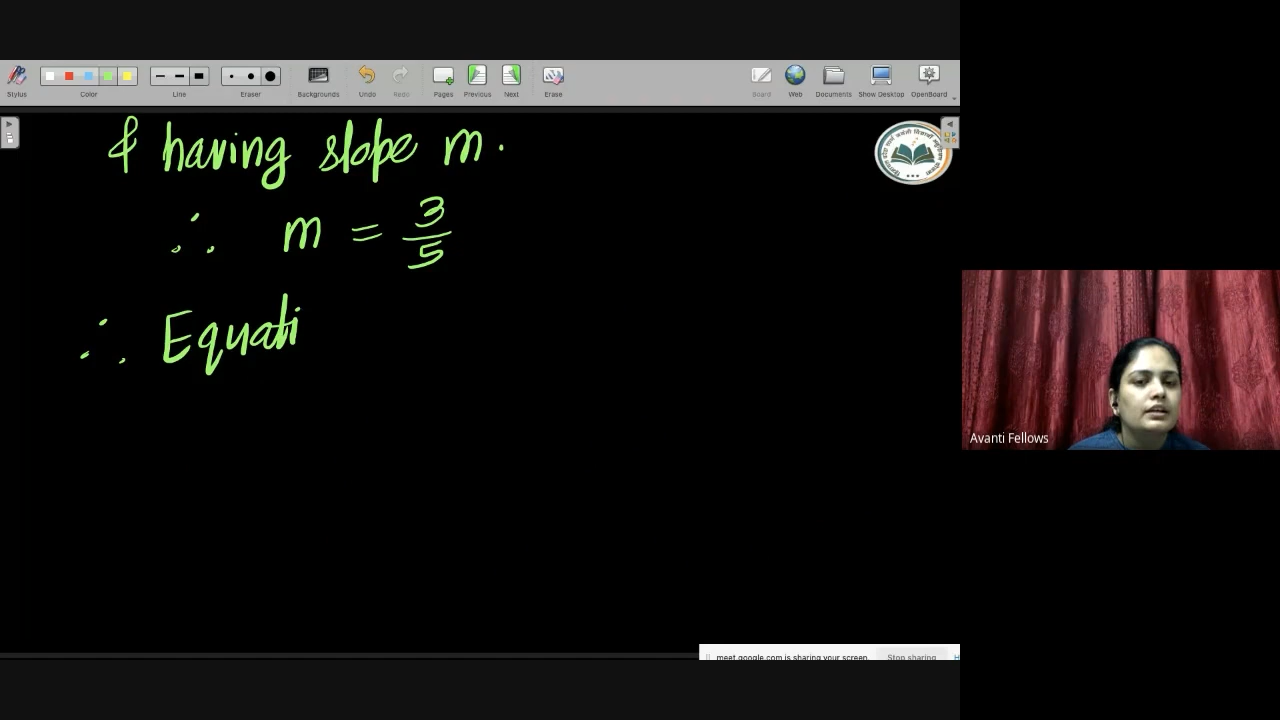 Stylus Color Line Eraser Backgrounds Undo Redo Pages Previous Next Erase Board Web Documents Show Desktop OpenBoard
& having slope m.
∴ m = 3/5
∴ Equati
Avanti Fellows
meet.google.com is sharing your screen. Stop sharing H